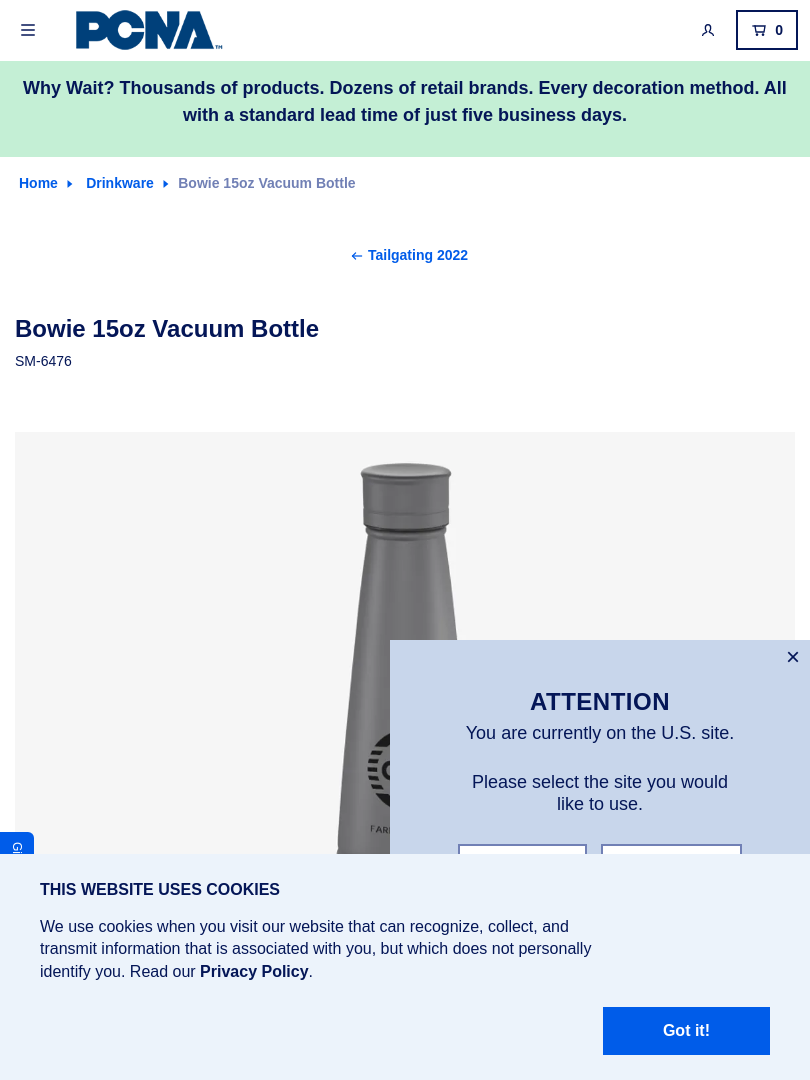 PCNA TM
0
Why Wait? Thousands of products. Dozens of retail brands. Every decoration method. All
with a standard lead time of just five business days.
Home Drinkware Bowie 15oz Vacuum Bottle
← Tailgating 2022
Bowie 15oz Vacuum Bottle
SM-6476
×
ATTENTION
You are currently on the U.S. site.
Please select the site you would
like to use.
THIS WEBSITE USES COOKIES
We use cookies when you visit our website that can recognize, collect, and
transmit information that is associated with you, but which does not personally
identify you. Read our Privacy Policy.
Got it!